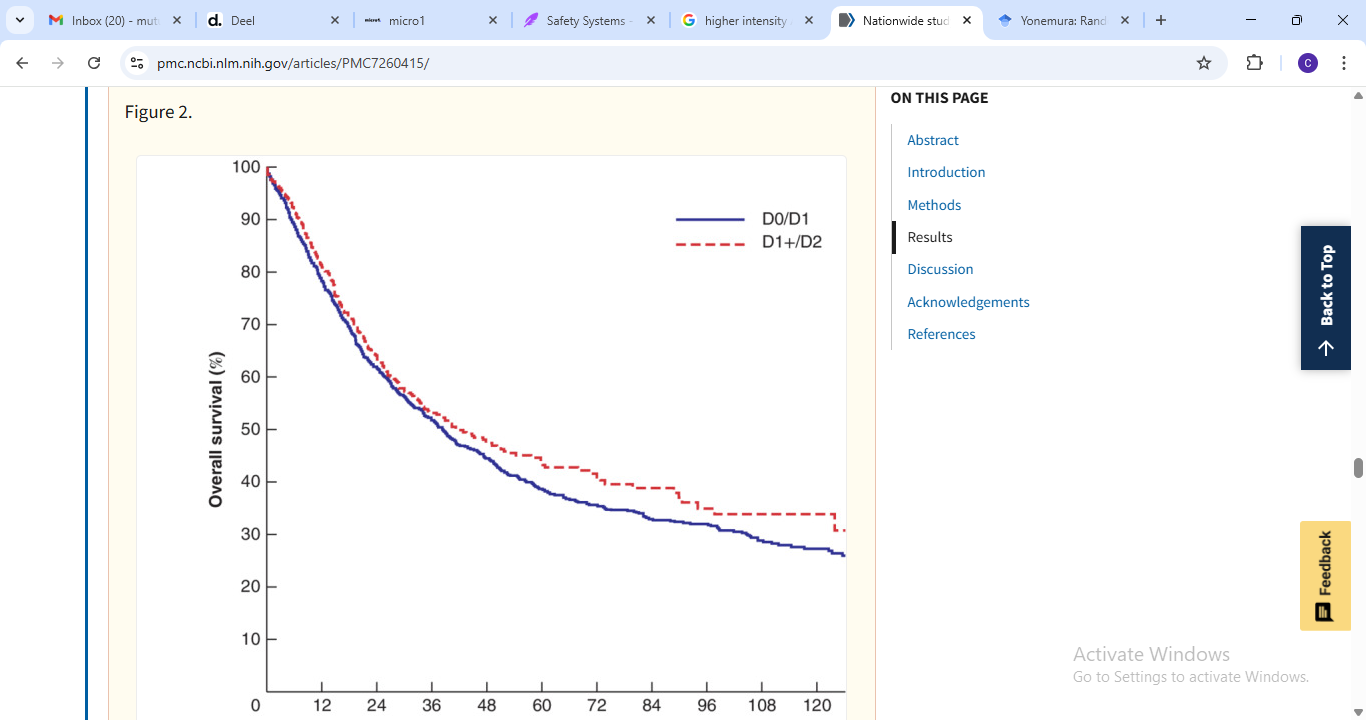 Inbox (20) - mut
Deel
micro1
micro1
Safety Systems -
higher intensity
Nationwide stud
Yonemura: Rand
pmc.ncbi.nlm.nih.gov/articles/PMC7260415/
C
Figure 2.
100
90
80
70
60
50
40
30
20
10
Overall survival (%)
D0/D1
D1+/D2
0 12 24 36 48 60 72 84 96 108 120
ON THIS PAGE
Abstract
Introduction
Methods
Results
Discussion
Acknowledgements
References
Back to Top
Feedback
Activate Windows
Go to Settings to activate Windows.